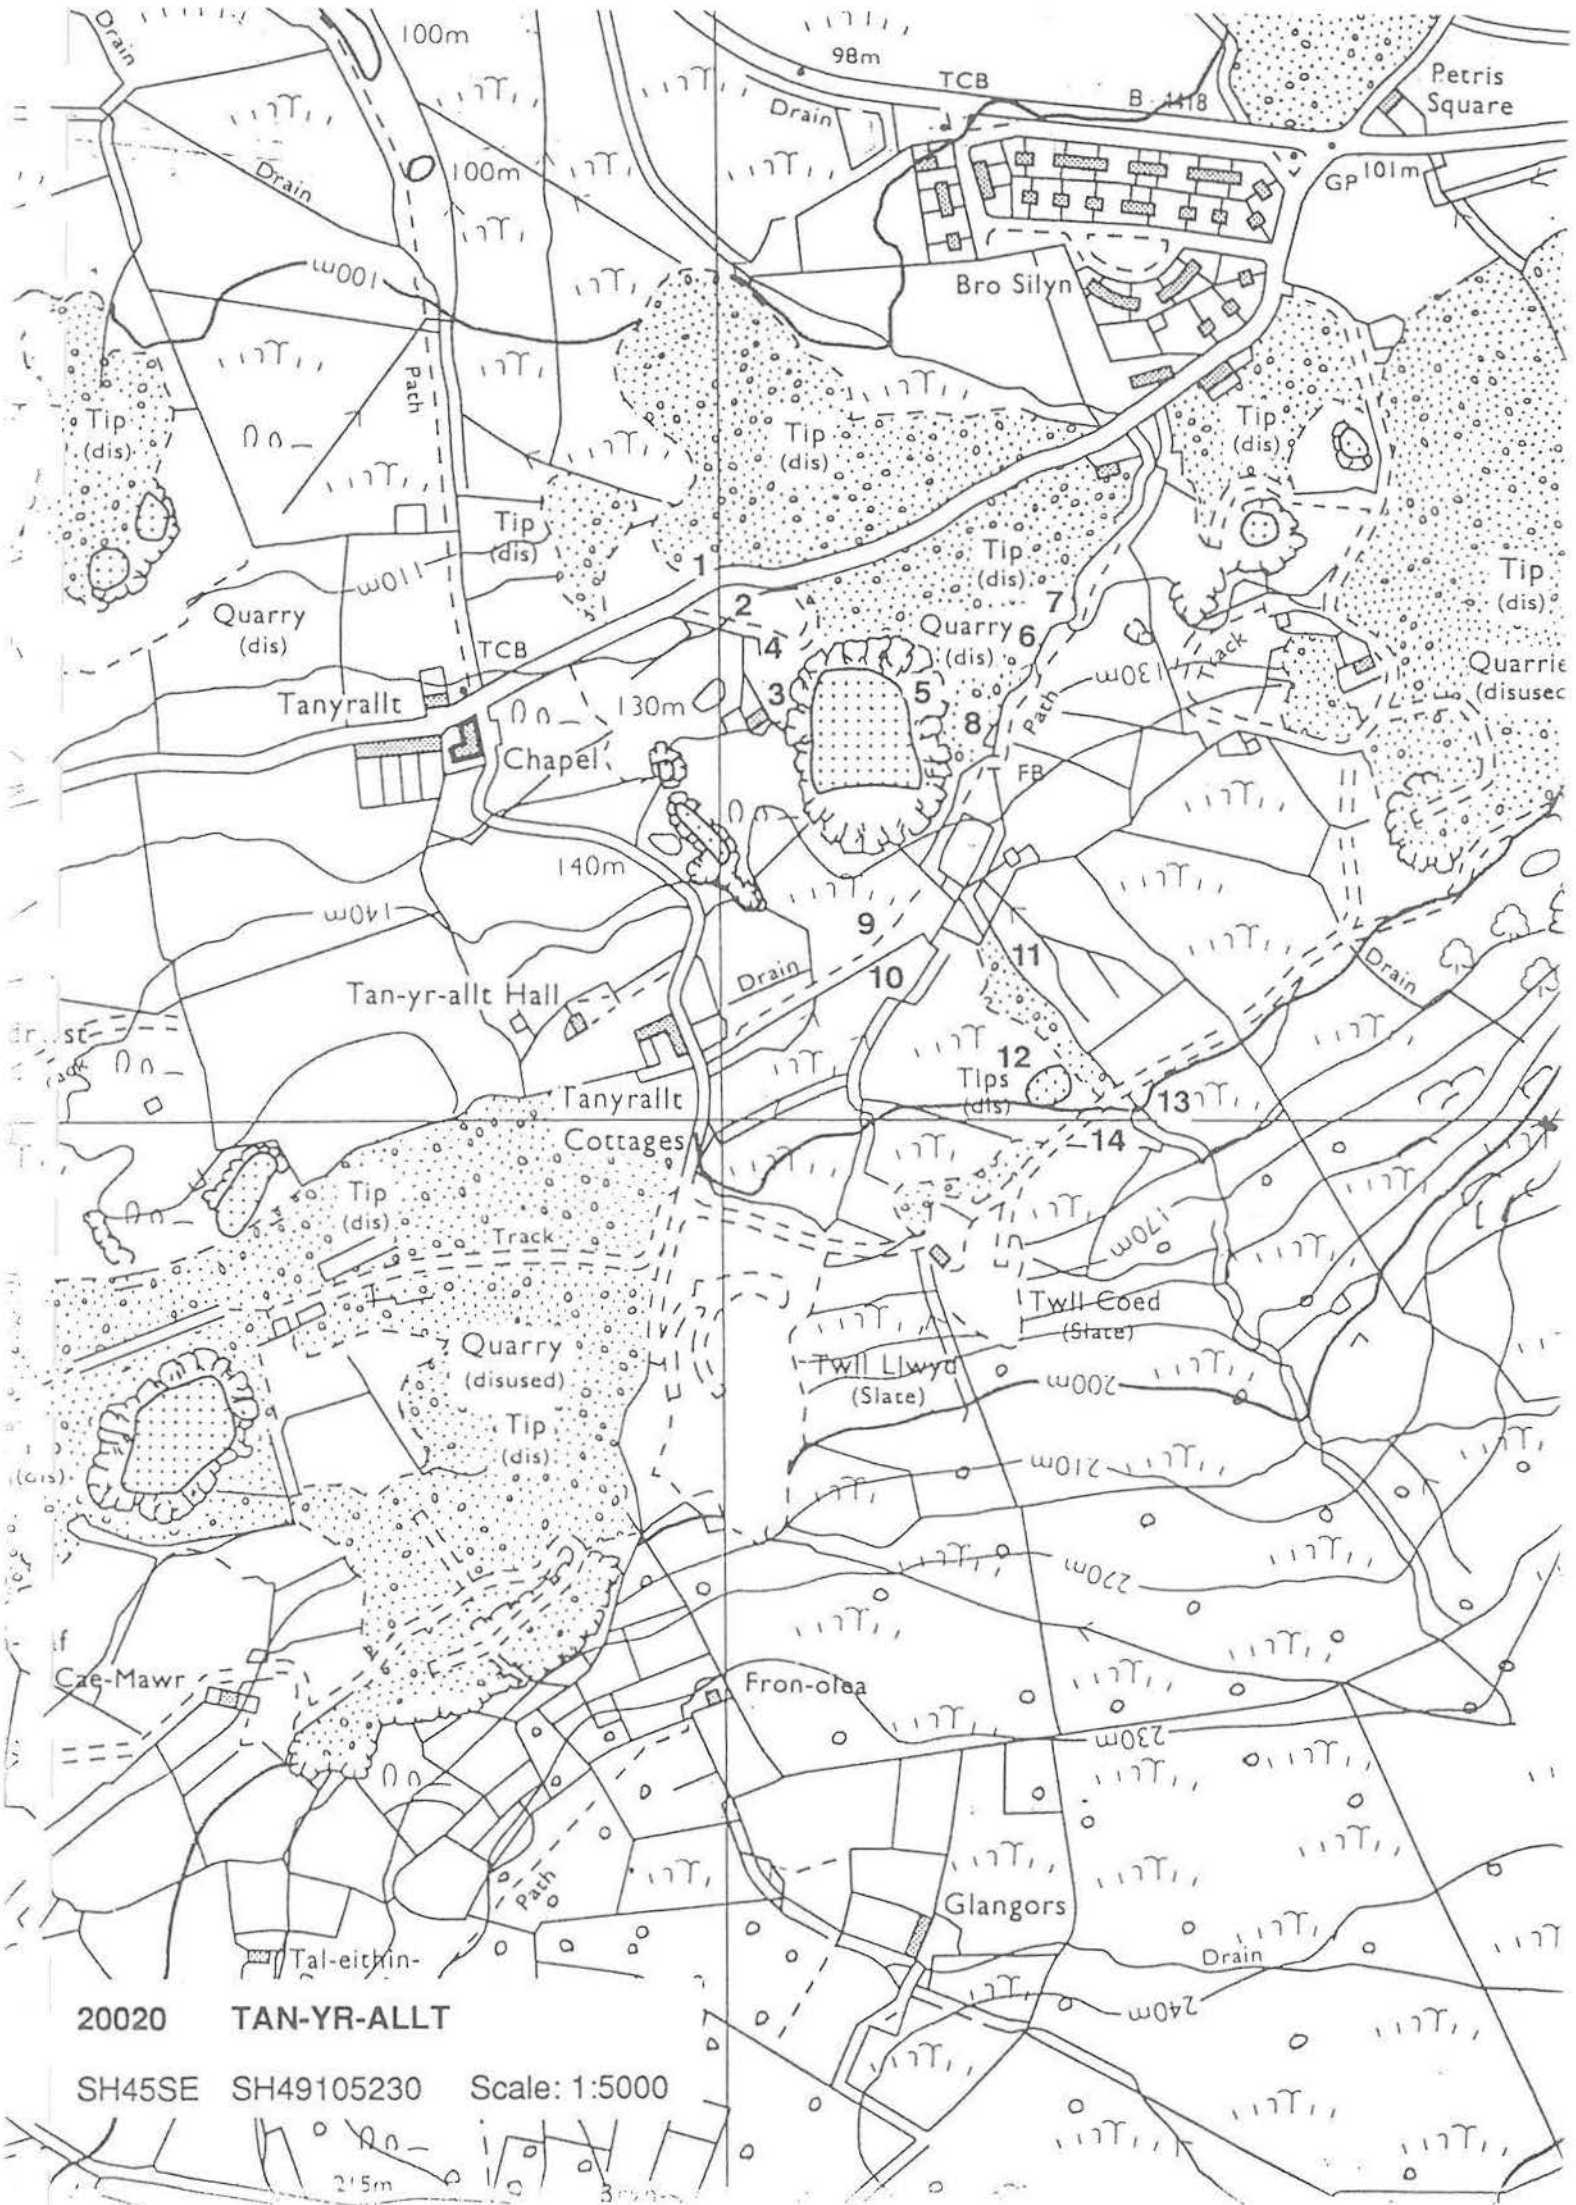 Drain
100m
98m
TCB
B 4418
Petris
Square
Drain
Drain
100m
GP 101m
100m
Bro Silyn
Path
Tip
(dis)
Tip
(dis)
Tip
(dis)
Tip
(dis)
Tip
(dis)
Tip
(dis)
1
110m
2
7
Quarry
(dis)
Quarry
(dis)
6
TCB
4
130m
Track
Quarrie
(disused
Tanyrallt
3
5
130m
8
Path
Chapel
FB
140m
140m
9
11
10
Drain
Drain
Tan-yr-allt Hall
12
Tips
(dis)
13
Tanyrallt
Cottages
14
Tip
(dis)
Track
170m
Twll Coed
(Slate)
Quarry
(disused)
Twll Llwyd
(Slate)
200m
Tip
(dis)
(dis)
210m
220m
Cae-Mawr
Fron-olea
230m
Path
Glangors
Drain
Tal-eithin-
240m
20020 TAN-YR-ALLT
SH45SE SH49105230 Scale: 1:5000
215m